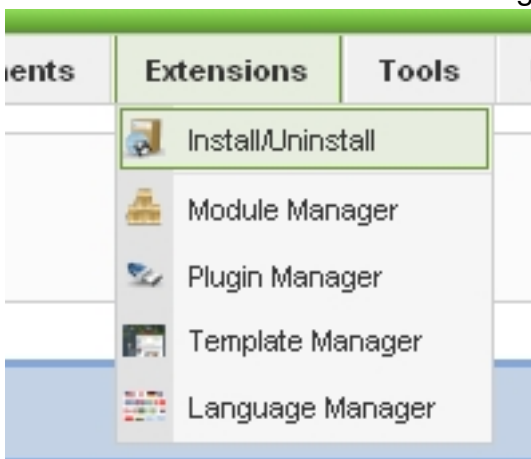 Extensions Tools
Install/Uninstall
Module Manager
Plugin Manager
Template Manager
Language Manager